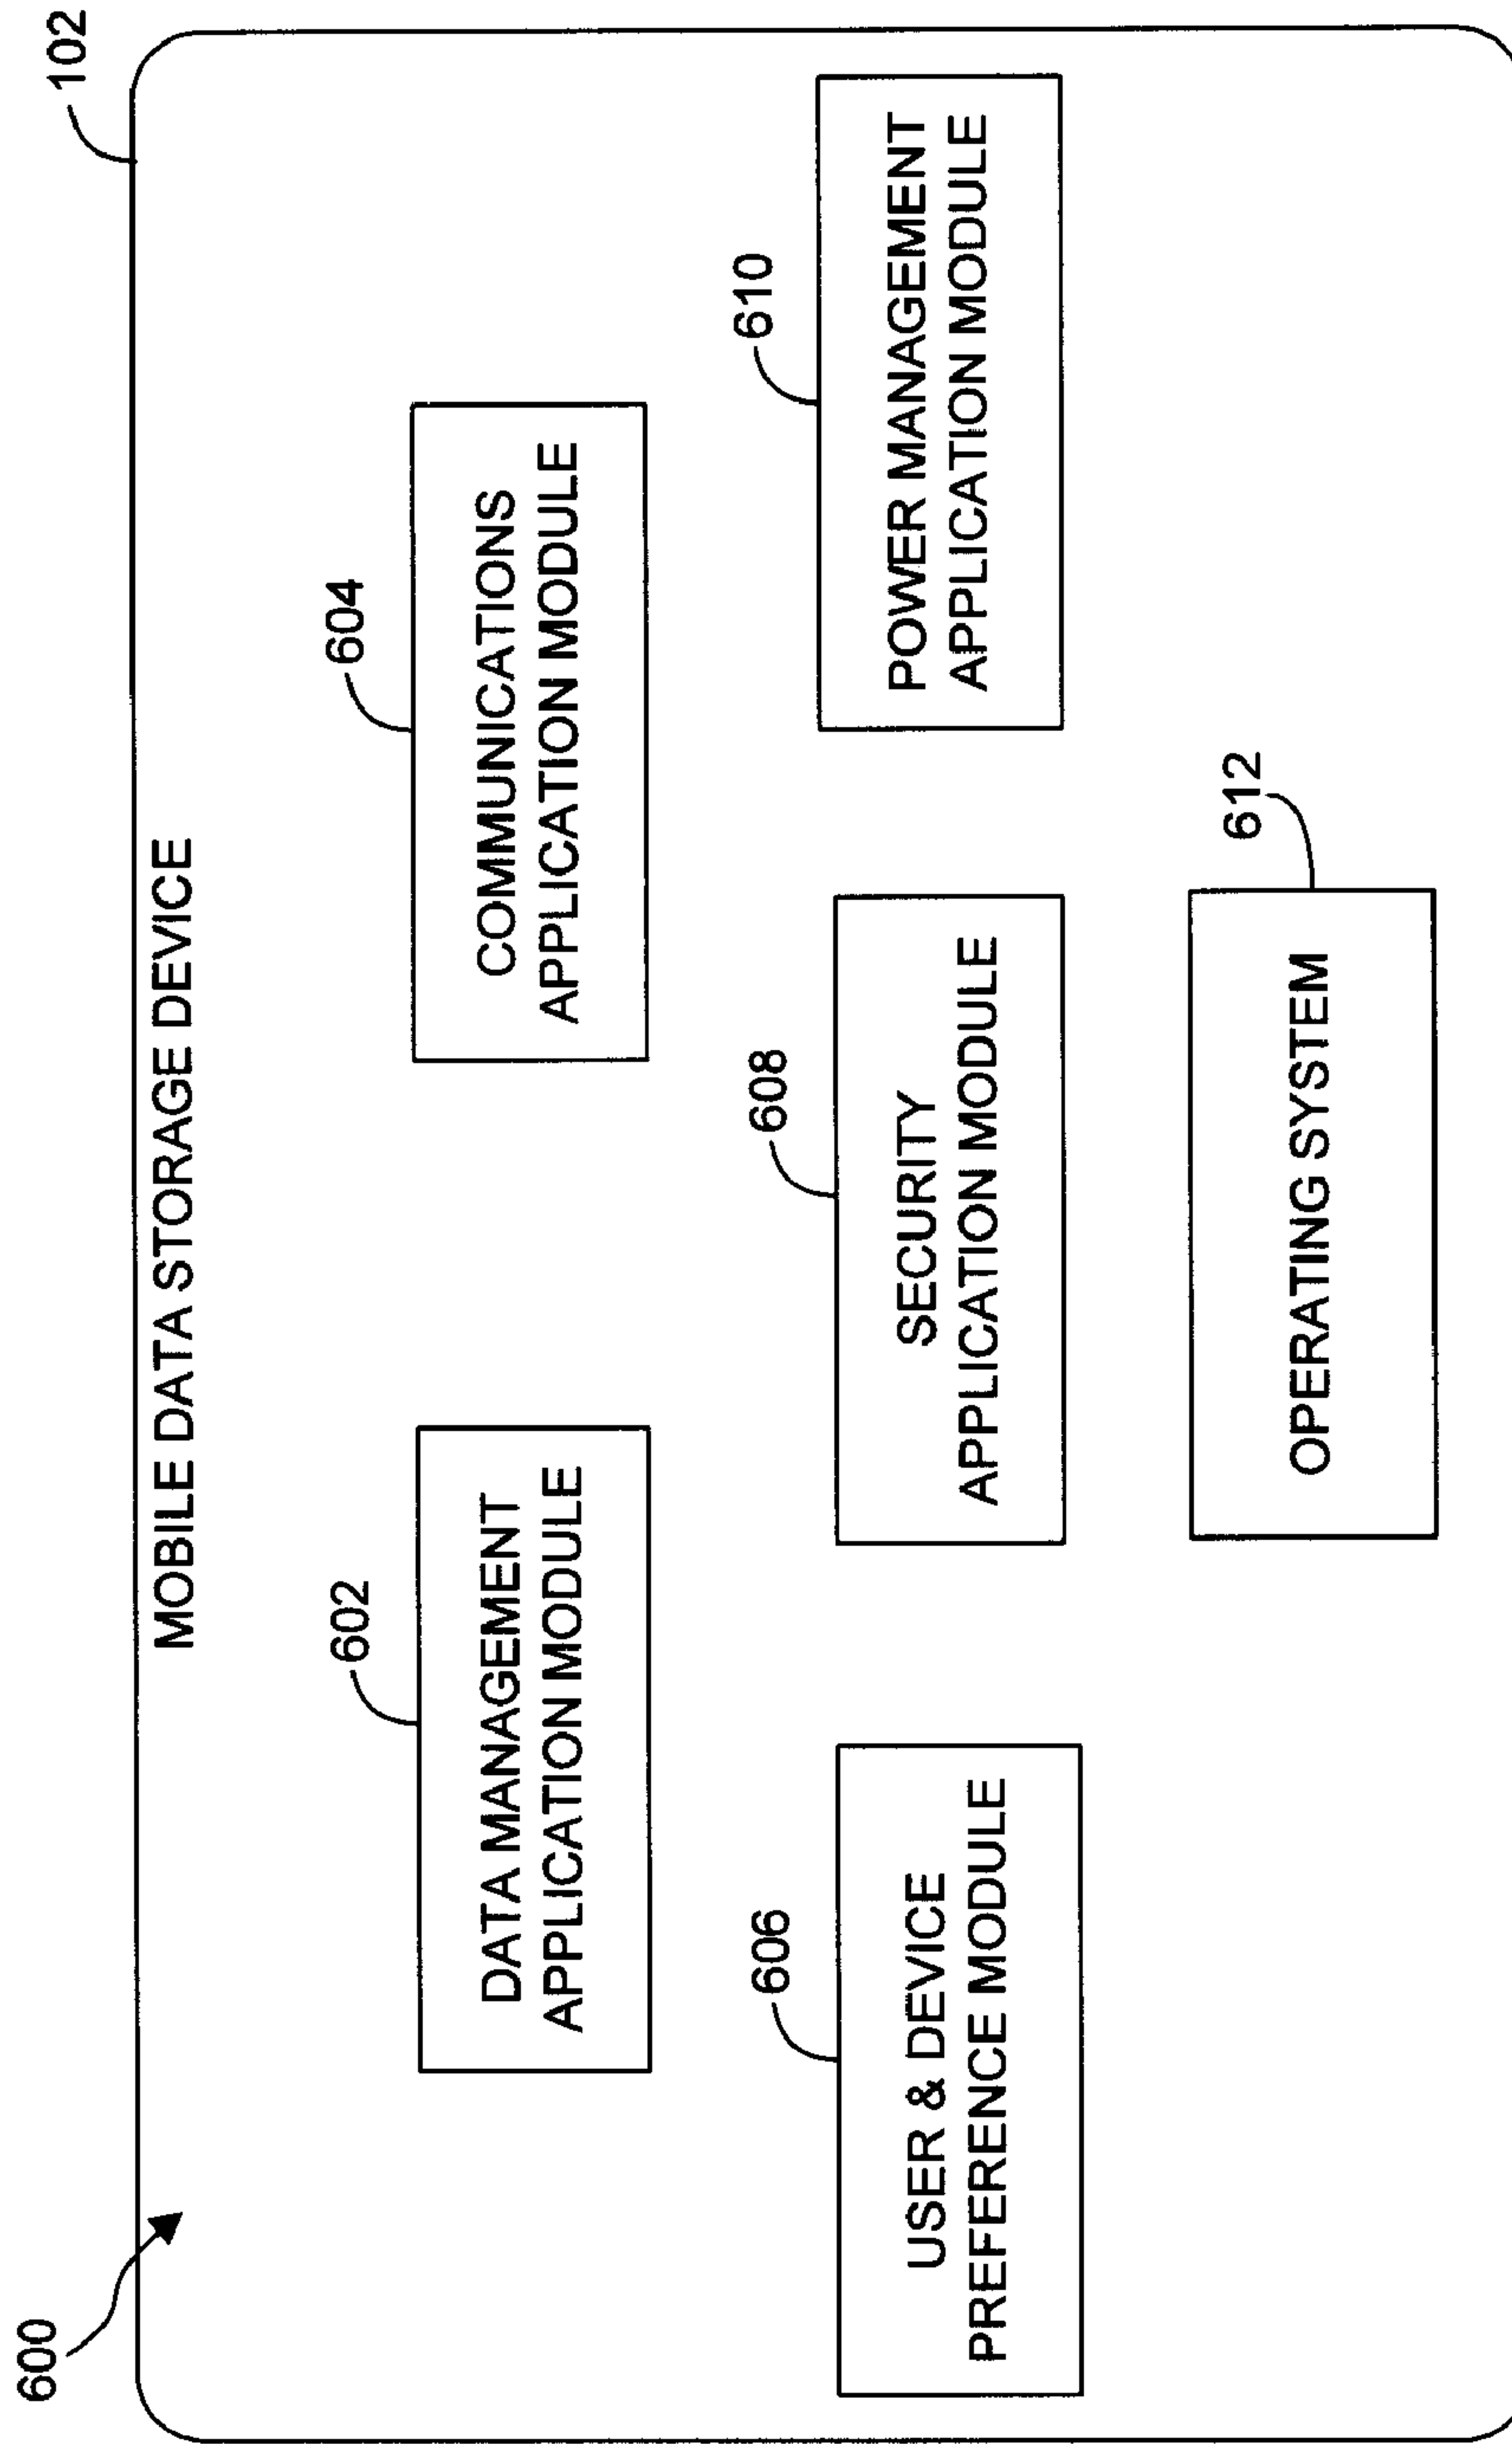 600
102
MOBILE DATA STORAGE DEVICE
602
DATA MANAGEMENT
APPLICATION MODULE
604
COMMUNICATIONS
APPLICATION MODULE
606
USER & DEVICE
PREFERENCE MODULE
608
SECURITY
APPLICATION MODULE
610
POWER MANAGEMENT
APPLICATION MODULE
612
OPERATING SYSTEM